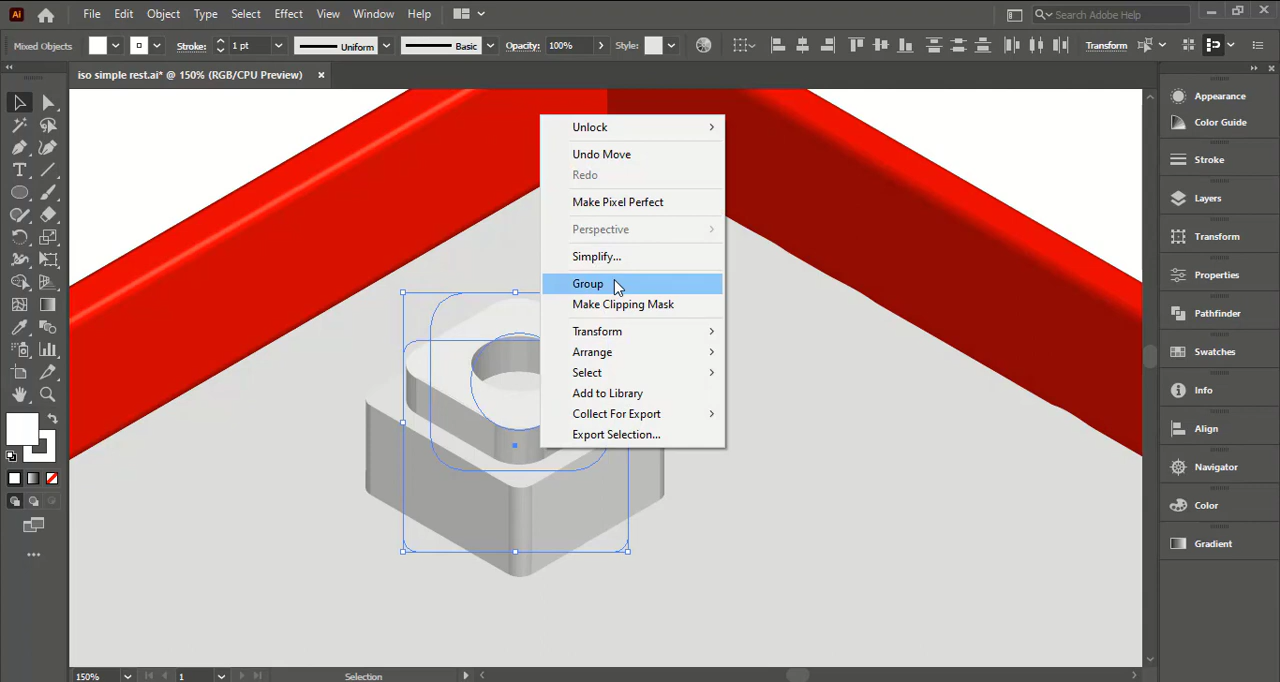 Ai File Edit Object Type Select Effect View Window Help Search Adobe Help
Mixed Objects Stroke: 1 pt Uniform Basic Opacity: 100% Style: Transform
iso simple rest.ai* @ 150% (RGB/CPU Preview)
Unlock
Undo Move
Redo
Make Pixel Perfect
Perspective
Simplify...
Group
Make Clipping Mask
Transform
Arrange
Select
Add to Library
Collect For Export
Export Selection...
Appearance
Color Guide
Stroke
Layers
Transform
Properties
Pathfinder
Swatches
Info
Align
Navigator
Color
Gradient
150% 1 Selection